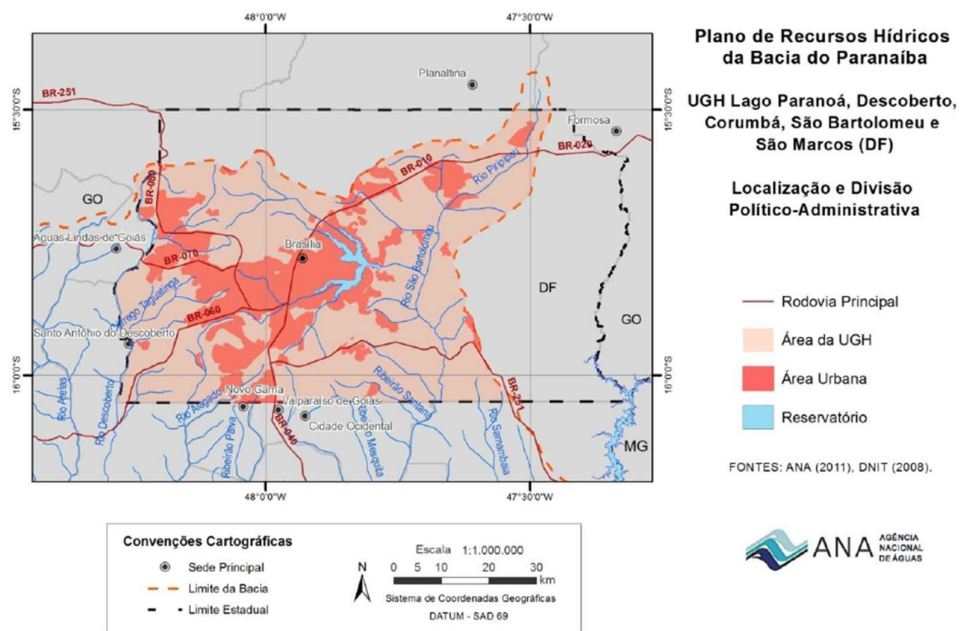 48°0'0"W
47°30'0"W
Planaltina
BR-251
15°30'0"S
15°30'0"S
Formosa
BR-020
BR-010
Rio Pipiripau
BR-080
GO
Águas Lindas de Goiás
Brasília
BR-070
Rio São Bartolomeu
DF
GO
Córrego Taguatinga
BR-060
Santo Antônio do Descoberto
16°0'0"S
16°0'0"S
Rio Areias
Rio Descoberto
Rio Alagado
Novo Gama
Valparaíso de Goiás
Cidade Ocidental
Ribeirão Santana
BR-251
Ribeirão Paiva
BR-040
Ribeirão Mesquita
Rio Samambaia
MG
48°0'0"W
47°30'0"W
Plano de Recursos Hídricos
da Bacia do Paranaíba
UGH Lago Paranoá, Descoberto,
Corumbá, São Bartolomeu e
São Marcos (DF)
Localização e Divisão
Político-Administrativa
Rodovia Principal
Área da UGH
Área Urbana
Reservatório
FONTES: ANA (2011), DNIT (2008).
ANA AGÊNCIA
NACIONAL
DE ÁGUAS
Convenções Cartográficas
Sede Principal
Limite da Bacia
Limite Estadual
N
Escala 1:1.000.000
0 5 10 20 30
km
Sistema de Coordenadas Geográficas
DATUM - SAD 69